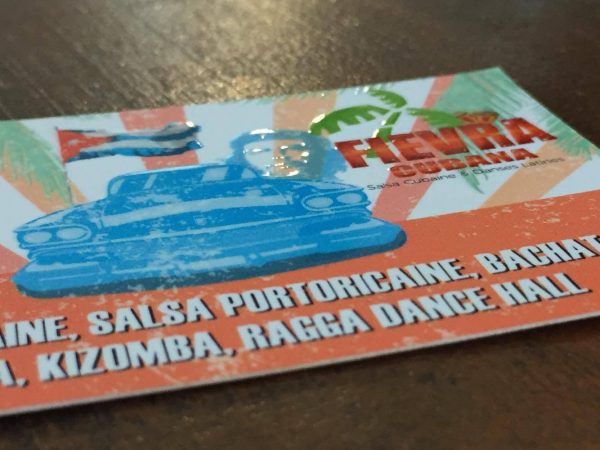 FIEVRA
CUBANA
Salsa Cubaine & Danses Latines
AINE, SALSA PORTORICAINE, BACHAT
, KIZOMBA, RAGGA DANCE HALL